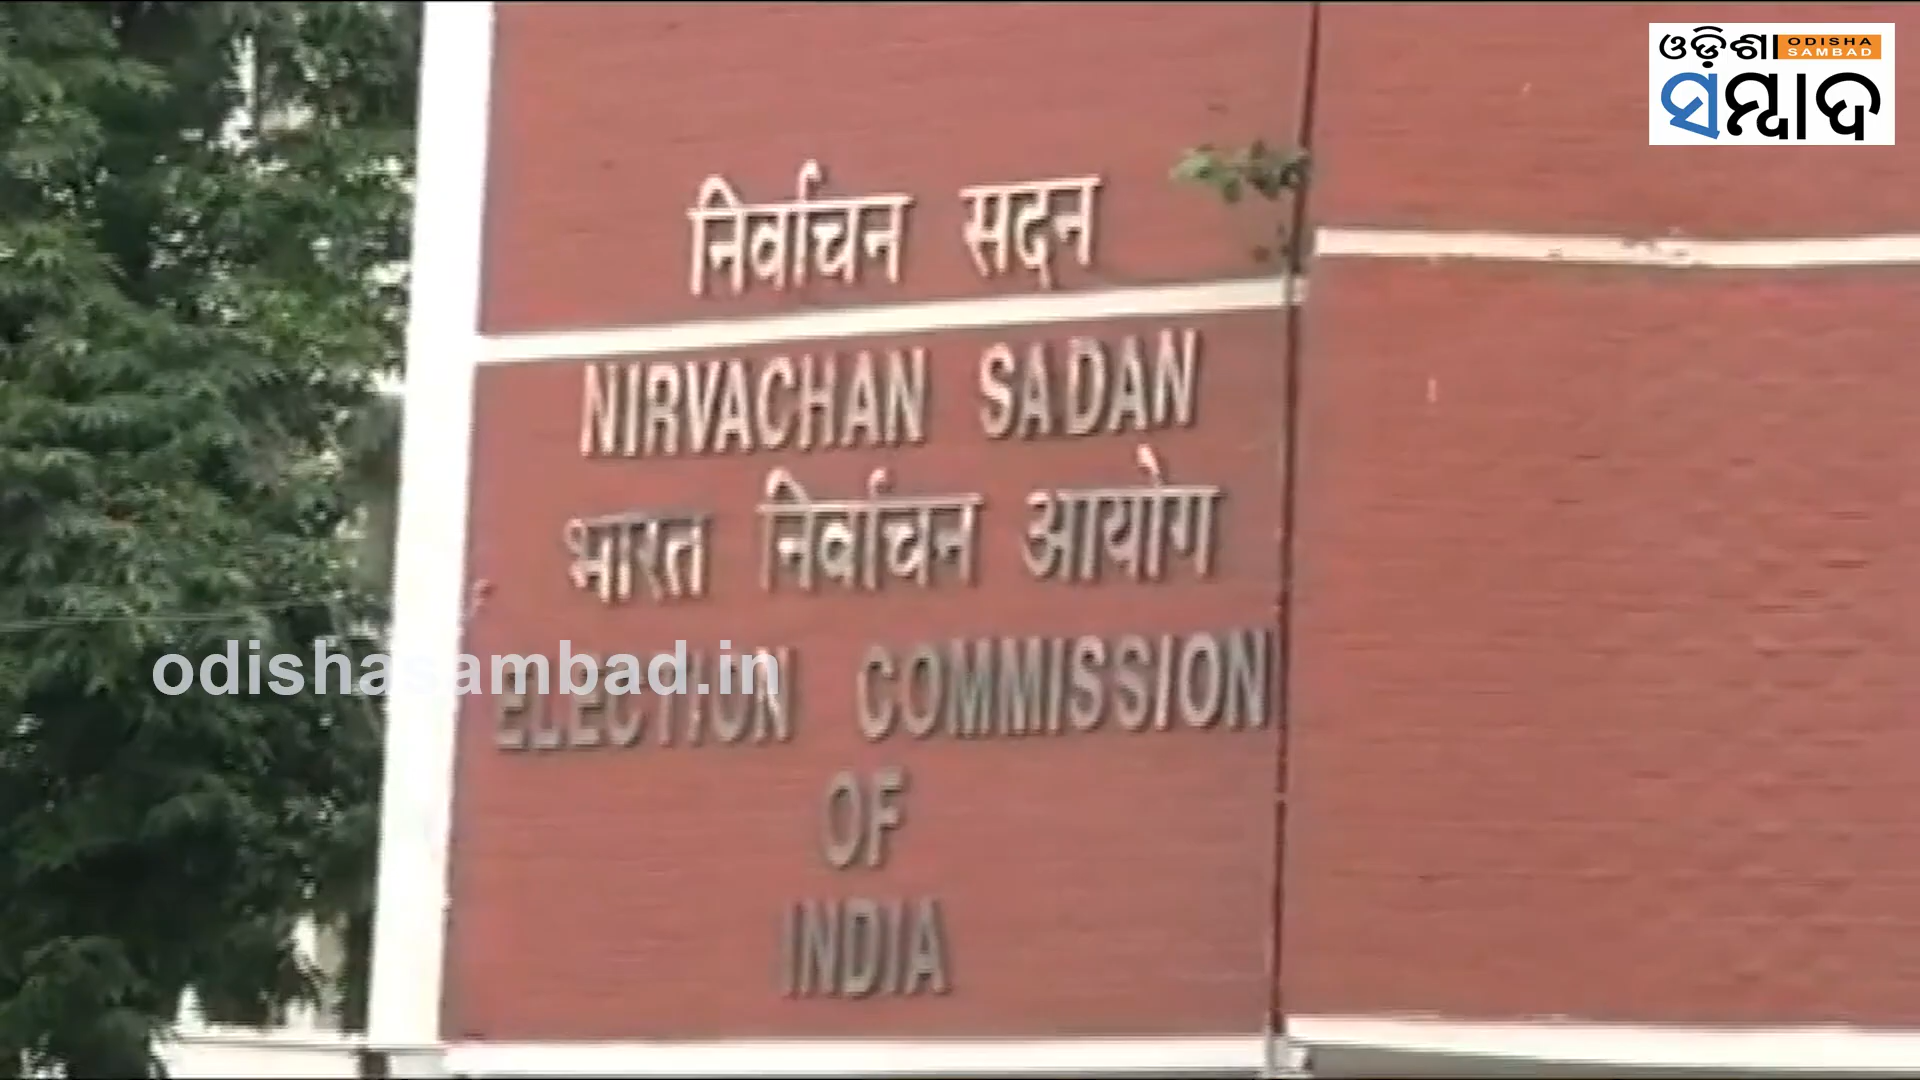 ଓଡ଼ିଶା ODISHA SAMBAD
ସମ୍ବାଦ
निर्वाचन सदन
NIRVACHAN SADAN
भारत निर्वाचन आयोग
odishasambad.in
ELECTION COMMISSION
OF
INDIA